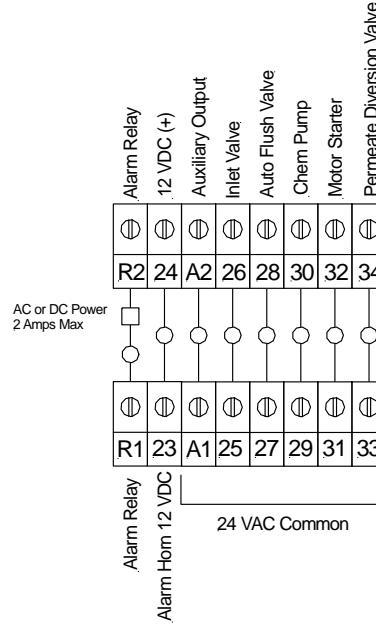 Alarm Relay
12 VDC (+)
Auxiliary Output
Inlet Valve
Auto Flush Valve
Chem Pump
Motor Starter
Permeate Diversion Valve
R2 24 A2 26 28 30 32 34
AC or DC Power
2 Amps Max
R1 23 A1 25 27 29 31 33
Alarm Relay
Alarm Horn 12 VDC
24 VAC Common